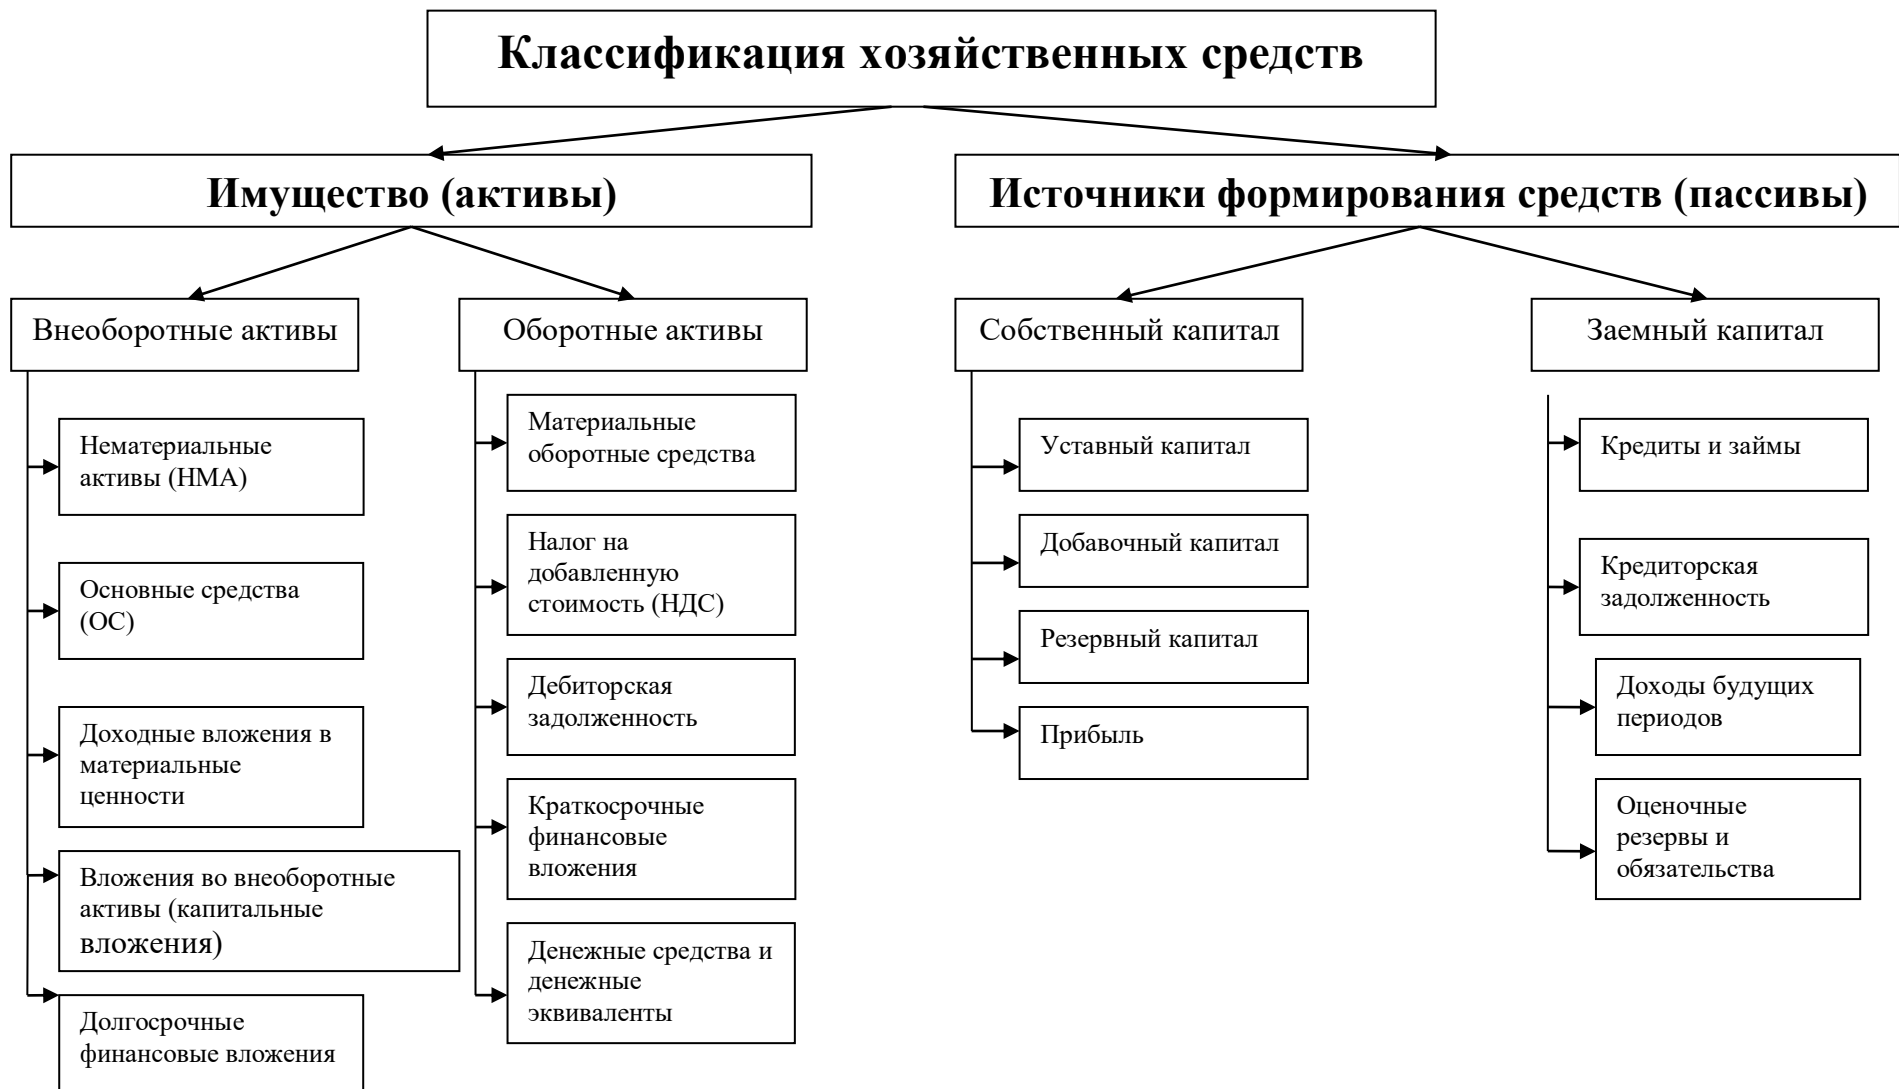 Классификация хозяйственных средств
Имущество (активы)
Источники формирования средств (пассивы)
Внеоборотные активы
Оборотные активы
Собственный капитал
Заемный капитал
Нематериальные
активы (НМА)
Основные средства
(ОС)
Доходные вложения в
материальные
ценности
Вложения во внеоборотные
активы (капитальные
вложения)
Долгосрочные
финансовые вложения
Материальные
оборотные средства
Налог на
добавленную
стоимость (НДС)
Дебиторская
задолженность
Краткосрочные
финансовые
вложения
Денежные средства и
денежные
эквиваленты
Уставный капитал
Добавочный капитал
Резервный капитал
Прибыль
Кредиты и займы
Кредиторская
задолженность
Доходы будущих
периодов
Оценочные
резервы и
обязательства